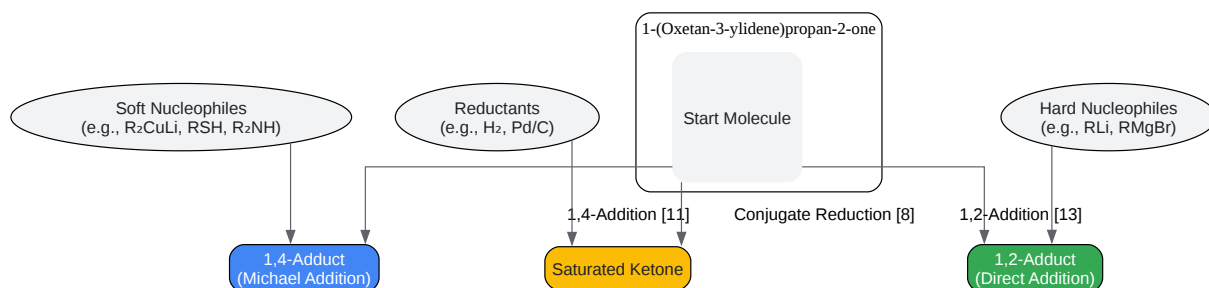 1-(Oxetan-3-ylidene)propan-2-one
Start Molecule
Soft Nucleophiles
(e.g., R₂CuLi, RSH, R₂NH)
Reductants
(e.g., H₂, Pd/C)
Hard Nucleophiles
(e.g., RLi, RMgBr)
1,4-Addition [11]
Conjugate Reduction [8]
1,2-Addition [13]
1,4-Adduct
(Michael Addition)
Saturated Ketone
1,2-Adduct
(Direct Addition)